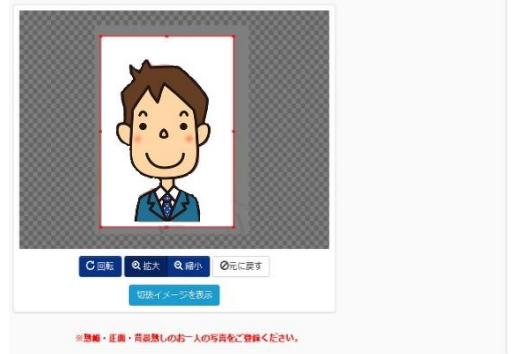 回転 拡大 縮小 元に戻す
切抜イメージを表示
※無帽・正面・背景無しのお一人の写真をご登録ください。